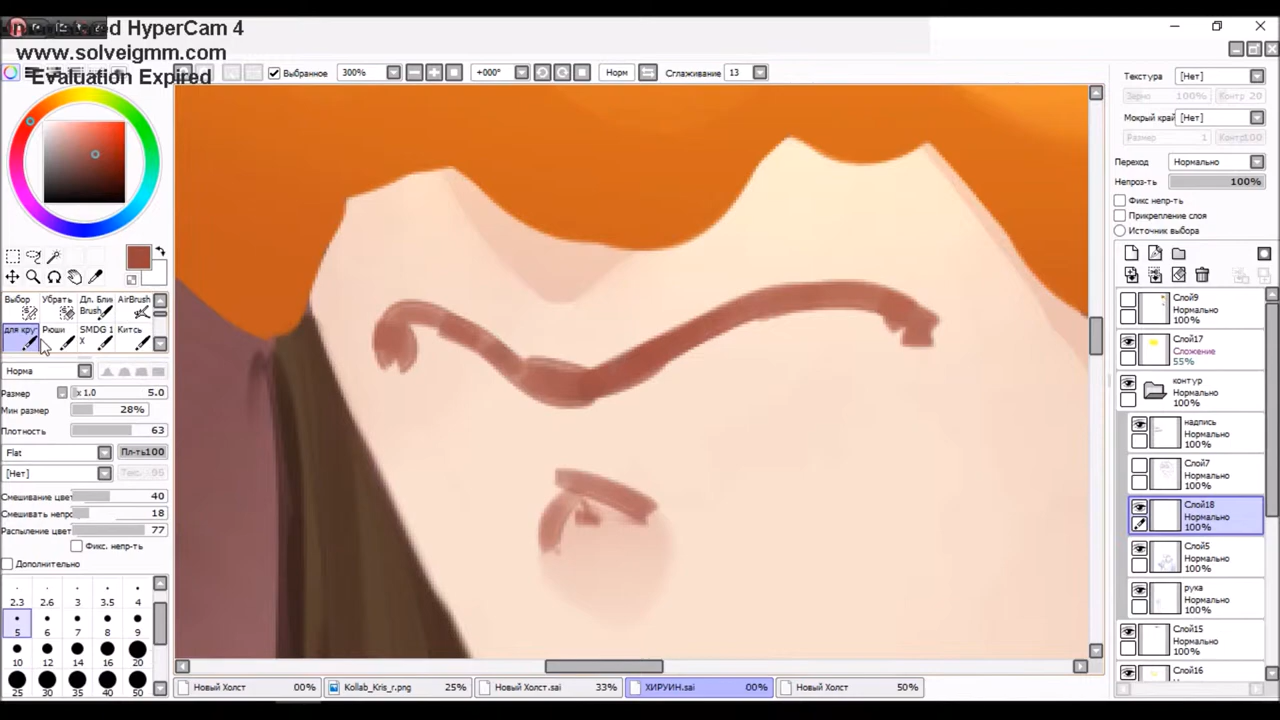 HyperCam 4
www.solveigmm.com
Evaluation Expired
Выбранное 300% +000° Норм Сглаживание 13
Текстура [Нет]
Зерно 100% Контр 20
Мокрый край [Нет]
Размер 1 Контр 100
Переход Нормально
Непроз-ть 100%
Фикс непр-ть
Прикрепление слоя
Источник выбора
Выбор Убрать Дл. Бли Brush AirBrush
для кру Рюши SMDG 1 X Китсь
Норма
Размер x 1.0 5.0
Мин размер 28%
Плотность 63
Flat Пл-ть 100
[Нет] 95
Смешивание цвет 40
Смешивать непро 18
Распыление цвет 77
Фикс. непр-ть
Дополнительно
2.3 2.6 3 3.5 4
5 6 7 8 9
10 12 14 16 20
25 30 35 40 50
Слой9
100%
Слой17
Сложение
55%
контур
Нормально
100%
надпись
Нормально
100%
Слой7
Нормально
100%
Слой18
Нормально
100%
Слой5
Нормально
100%
рука
Нормально
100%
Слой15
Нормально
100%
Слой16
Нормально
100%
Новый Холст 00% Kollab_Kris_r.png 25% Новый Холст.sai 33% ХИРУИН.sai 00% Новый Холст 50%